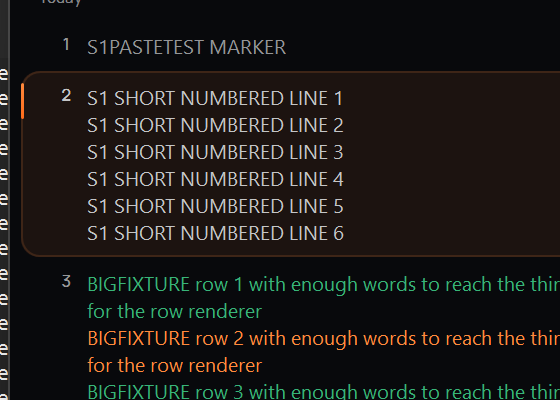 Today
1 S1PASTETEST MARKER
2 S1 SHORT NUMBERED LINE 1
S1 SHORT NUMBERED LINE 2
S1 SHORT NUMBERED LINE 3
S1 SHORT NUMBERED LINE 4
S1 SHORT NUMBERED LINE 5
S1 SHORT NUMBERED LINE 6
3 BIGFIXTURE row 1 with enough words to reach the thir
for the row renderer
BIGFIXTURE row 2 with enough words to reach the thir
for the row renderer
BIGFIXTURE row 3 with enough words to reach the thir